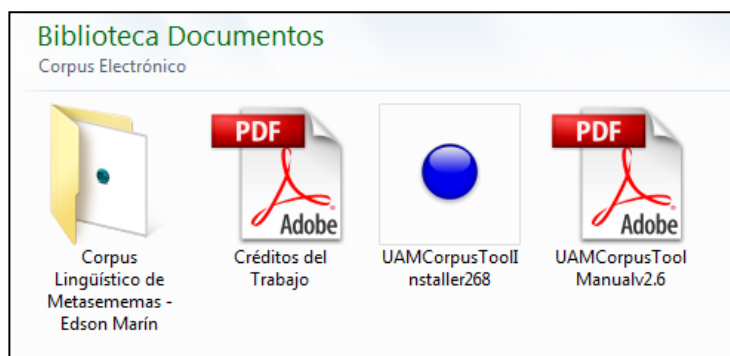 Biblioteca Documentos
Corpus Electrónico
PDF
Adobe
PDF
Adobe
Corpus
Lingüístico de
Metasememas -
Edson Marín
Créditos del
Trabajo
UAMCorpusToolI
nstaller268
UAMCorpusTool
Manualv2.6